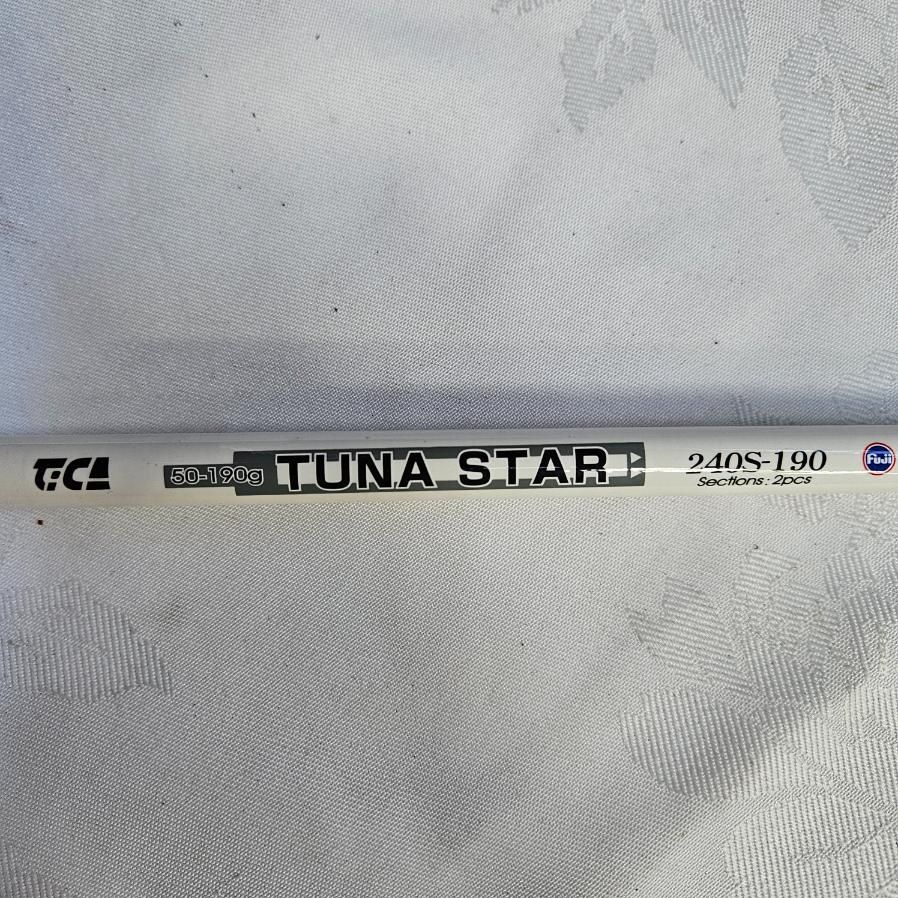 TiCA 50-190g TUNA STAR 240S-190 Fuji
Sections: 2pcs